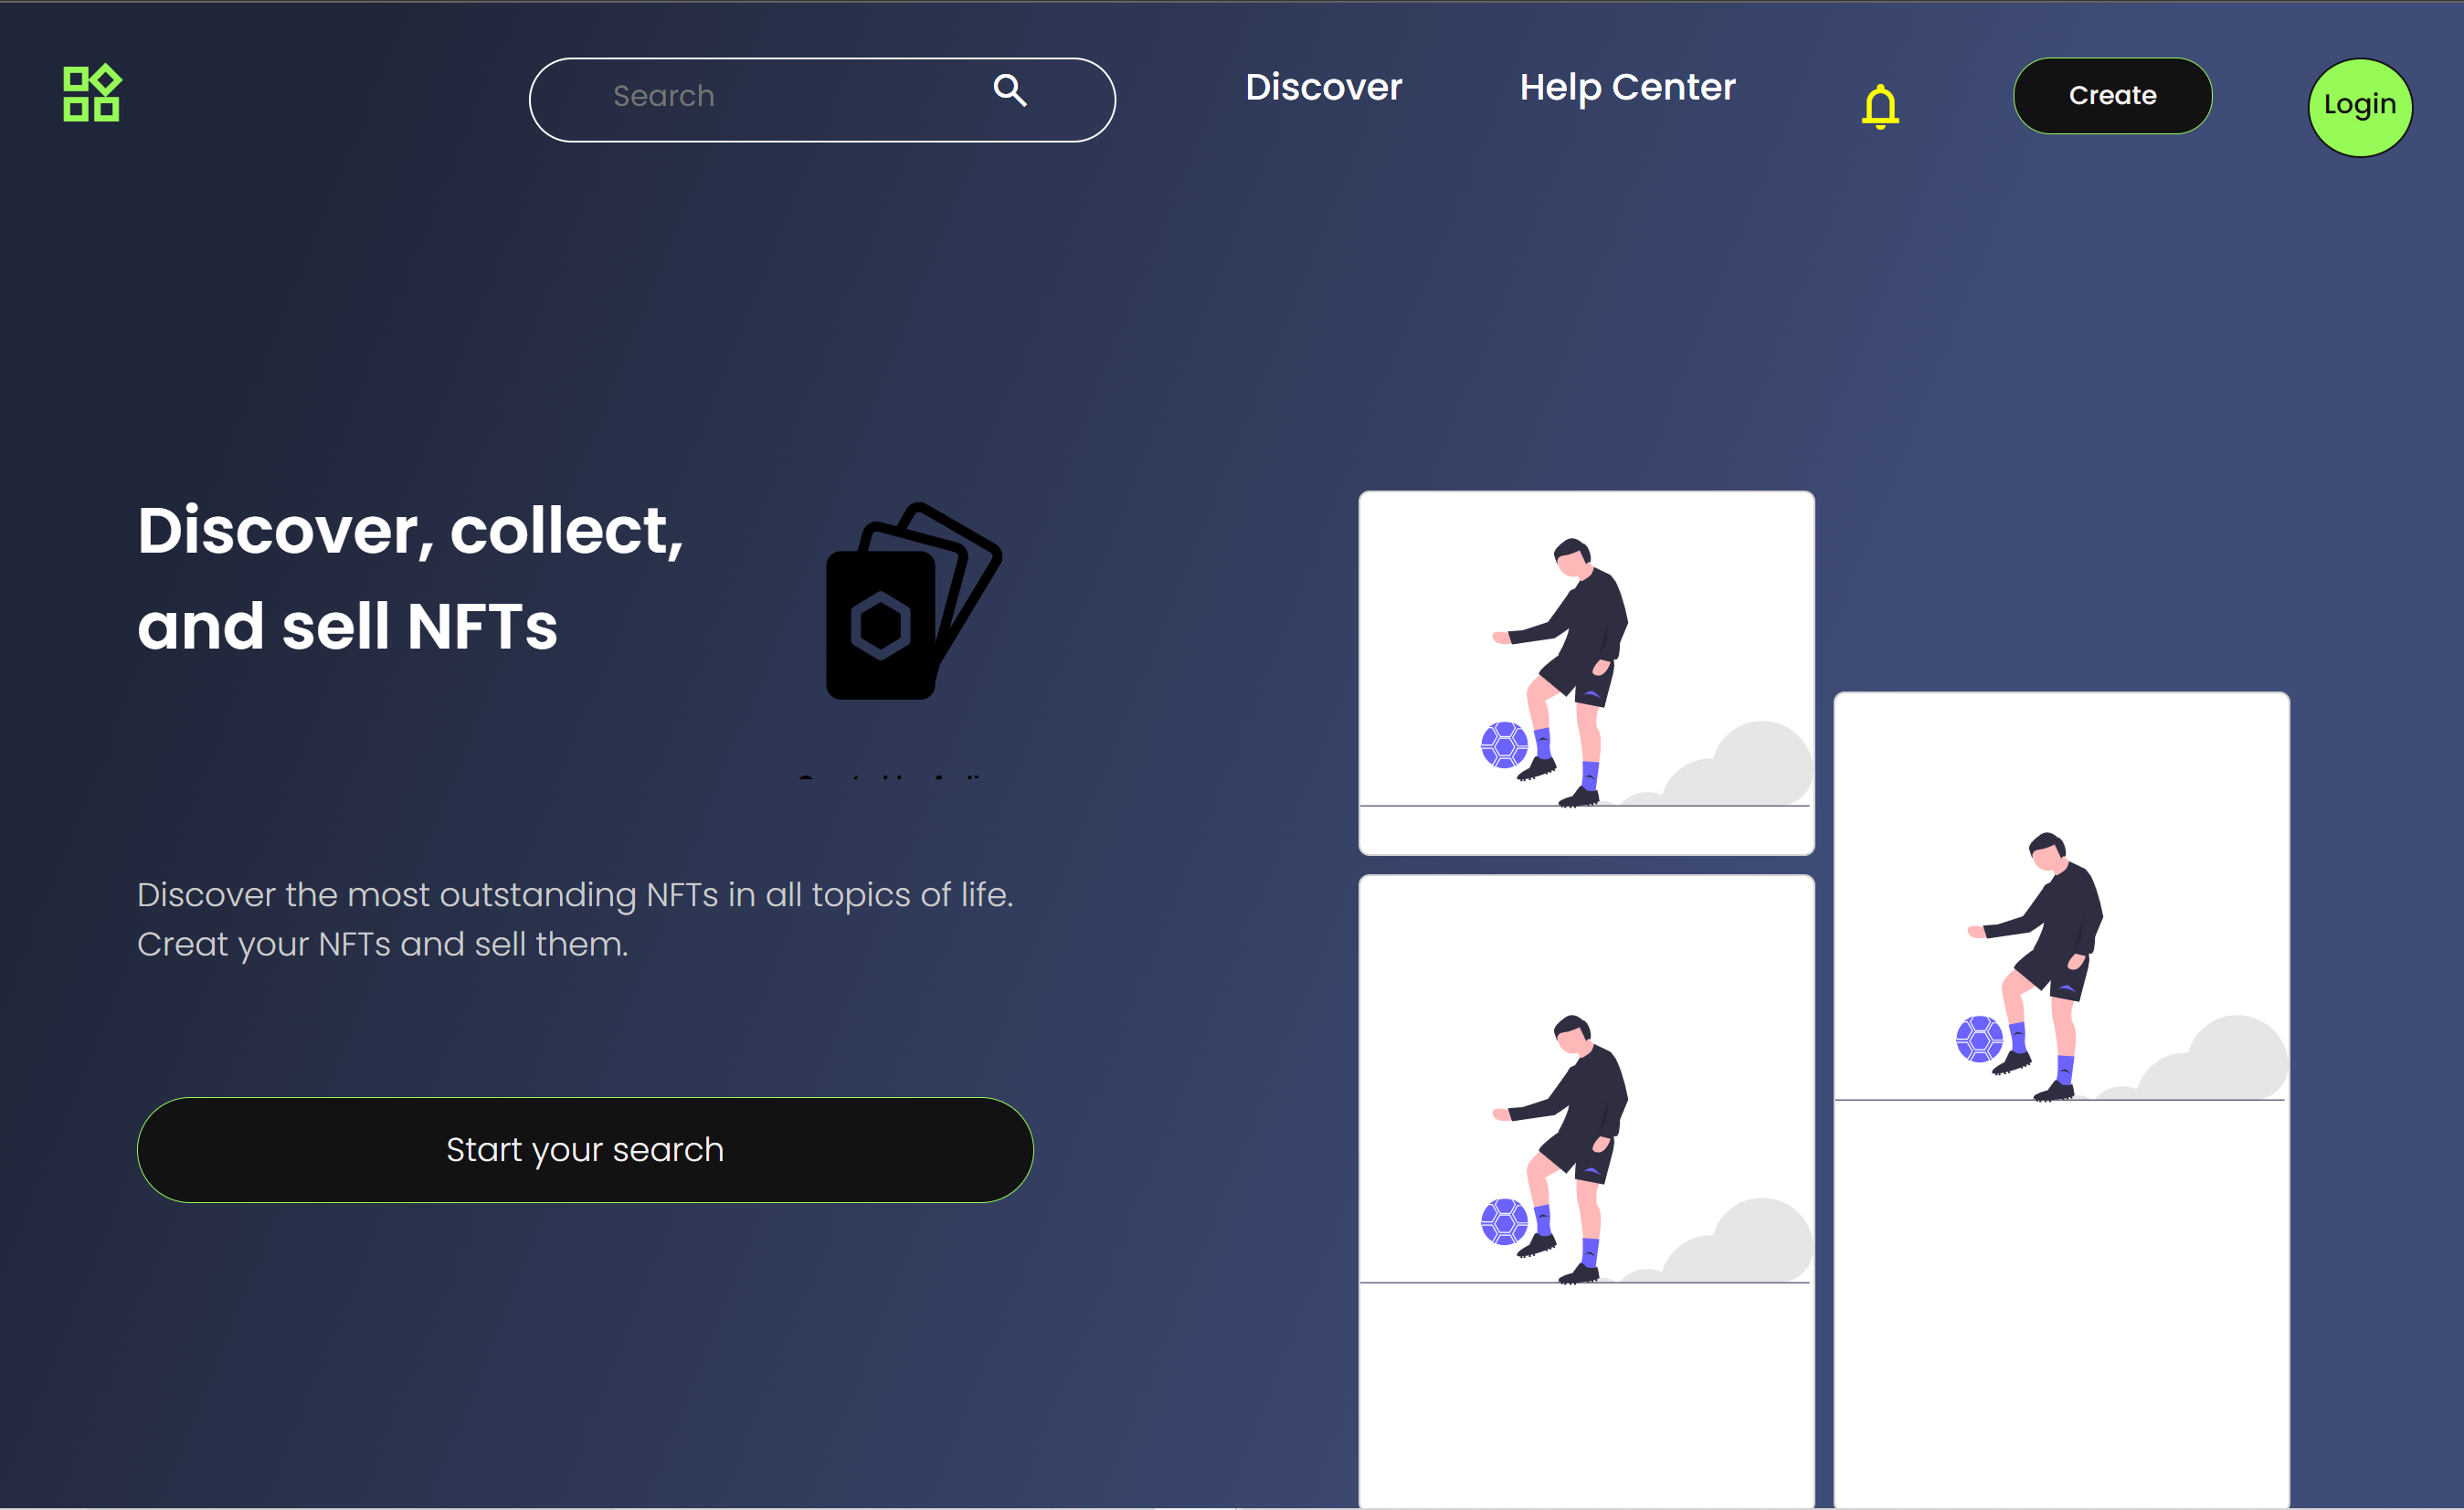 Search
Discover
Help Center
Create
Login
Discover, collect,
and sell NFTs
Discover the most outstanding NFTs in all topics of life.
Creat your NFTs and sell them.
Start your search